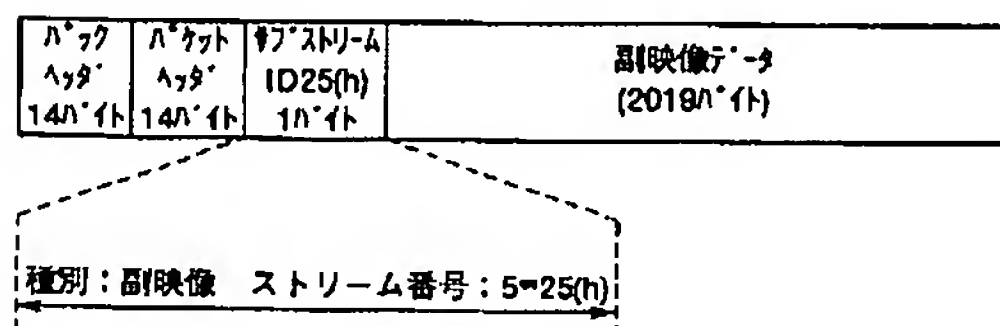 パック
ヘッダ
14バイト
パケット
ヘッダ
14バイト
サブストリーム
ID25(h)
1バイト
副映像データ
(2019バイト)
種別：副映像 ストリーム番号：5=25(h)